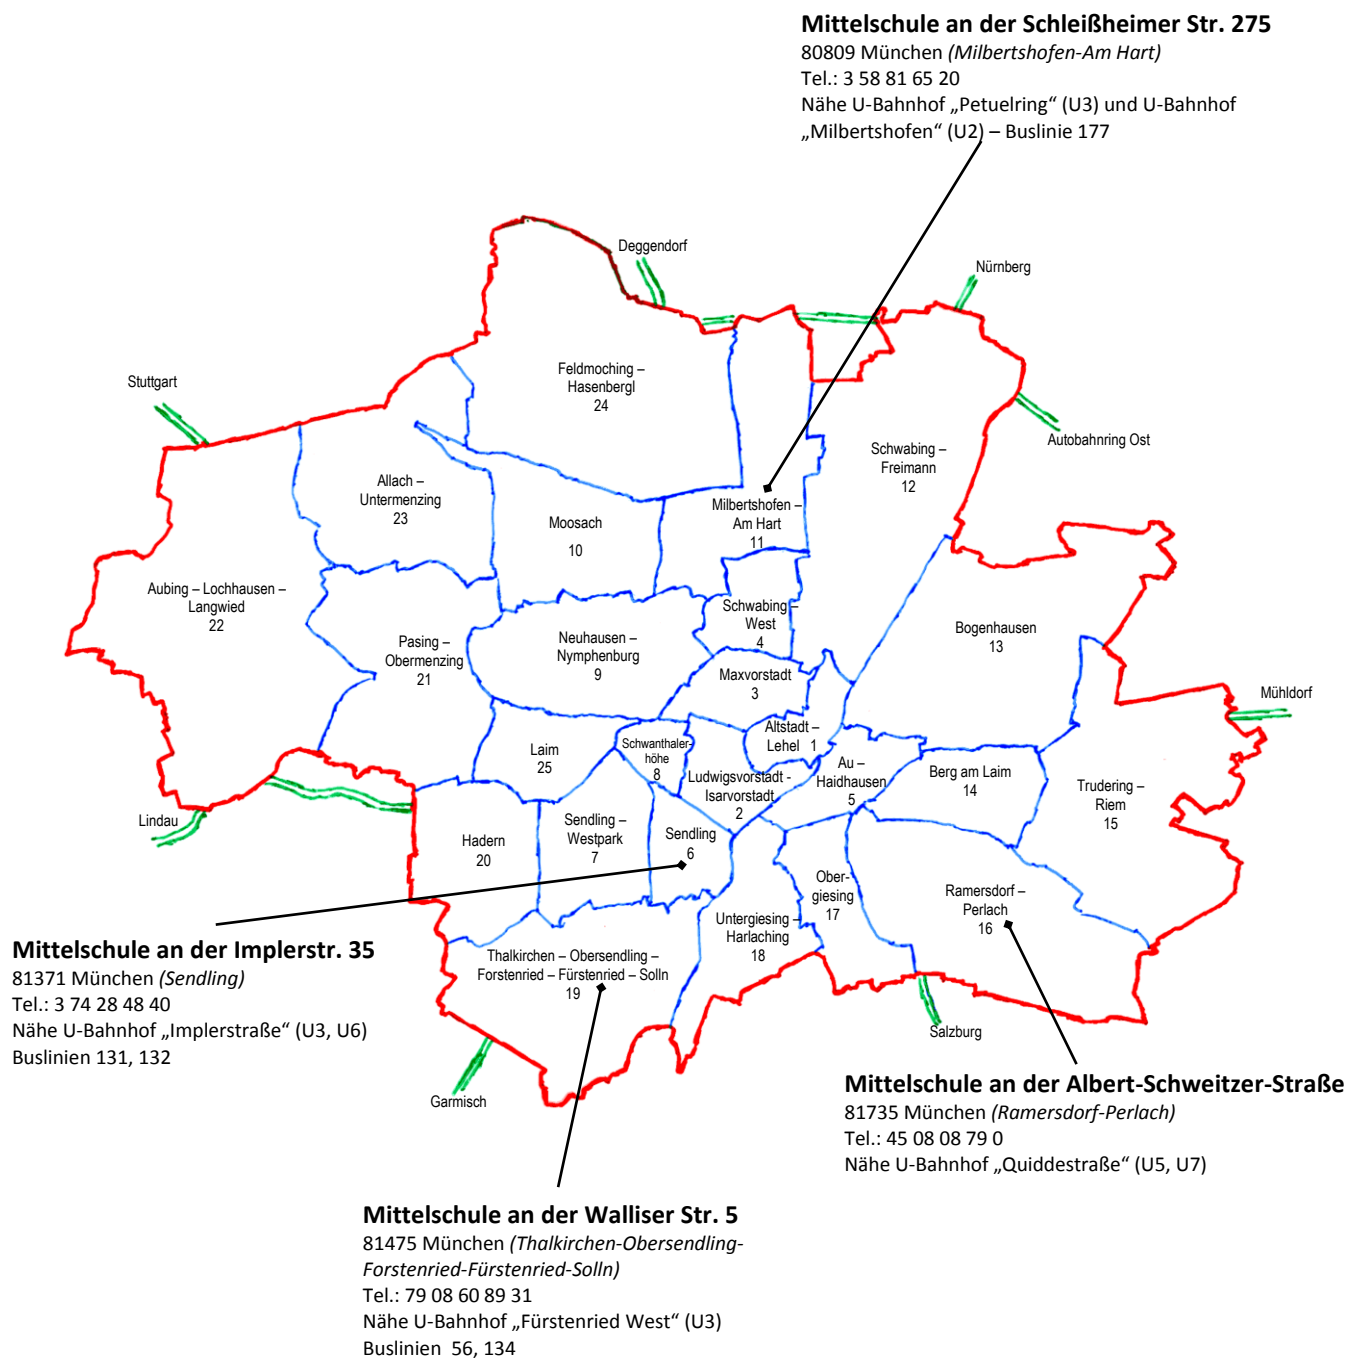 Mittelschule an der Schleißheimer Str. 275
80809 München (Milbertshofen-Am Hart)
Tel.: 3 58 81 65 20
Nähe U-Bahnhof „Petuelring“ (U3) und U-Bahnhof
„Milbertshofen“ (U2) – Buslinie 177
Deggendorf
Nürnberg
Stuttgart
Feldmoching –
Hasenbergl
24
Autobahnring Ost
Schwabing –
Freimann
12
Allach –
Untermenzing
23
Milbertshofen –
Am Hart
11
Moosach
10
Aubing – Lochhausen –
Langwied
22
Schwabing –
West
4
Bogenhausen
13
Pasing –
Obermenzing
21
Neuhausen –
Nymphenburg
9
Maxvorstadt
3
Mühldorf
Altstadt –
Lehel 1
Laim
25
Schwanthaler-
höhe
8
Ludwigsvorstadt -
Isarvorstadt
2
Au –
Haidhausen
5
Berg am Laim
14
Trudering –
Riem
15
Lindau
Hadern
20
Sendling –
Westpark
7
Sendling
6
Ober-
giesing
17
Ramersdorf –
Perlach
16
Untergiesing –
Harlaching
18
Thalkirchen – Obersendling –
Forstenried – Fürstenried – Solln
19
Salzburg
Garmisch
Mittelschule an der Implerstr. 35
81371 München (Sendling)
Tel.: 3 74 28 48 40
Nähe U-Bahnhof „Implerstraße“ (U3, U6)
Buslinien 131, 132
Mittelschule an der Albert-Schweitzer-Straße
81735 München (Ramersdorf-Perlach)
Tel.: 45 08 08 79 0
Nähe U-Bahnhof „Quiddestraße“ (U5, U7)
Mittelschule an der Walliser Str. 5
81475 München (Thalkirchen-Obersendling-
Forstenried-Fürstenried-Solln)
Tel.: 79 08 60 89 31
Nähe U-Bahnhof „Fürstenried West“ (U3)
Buslinien 56, 134